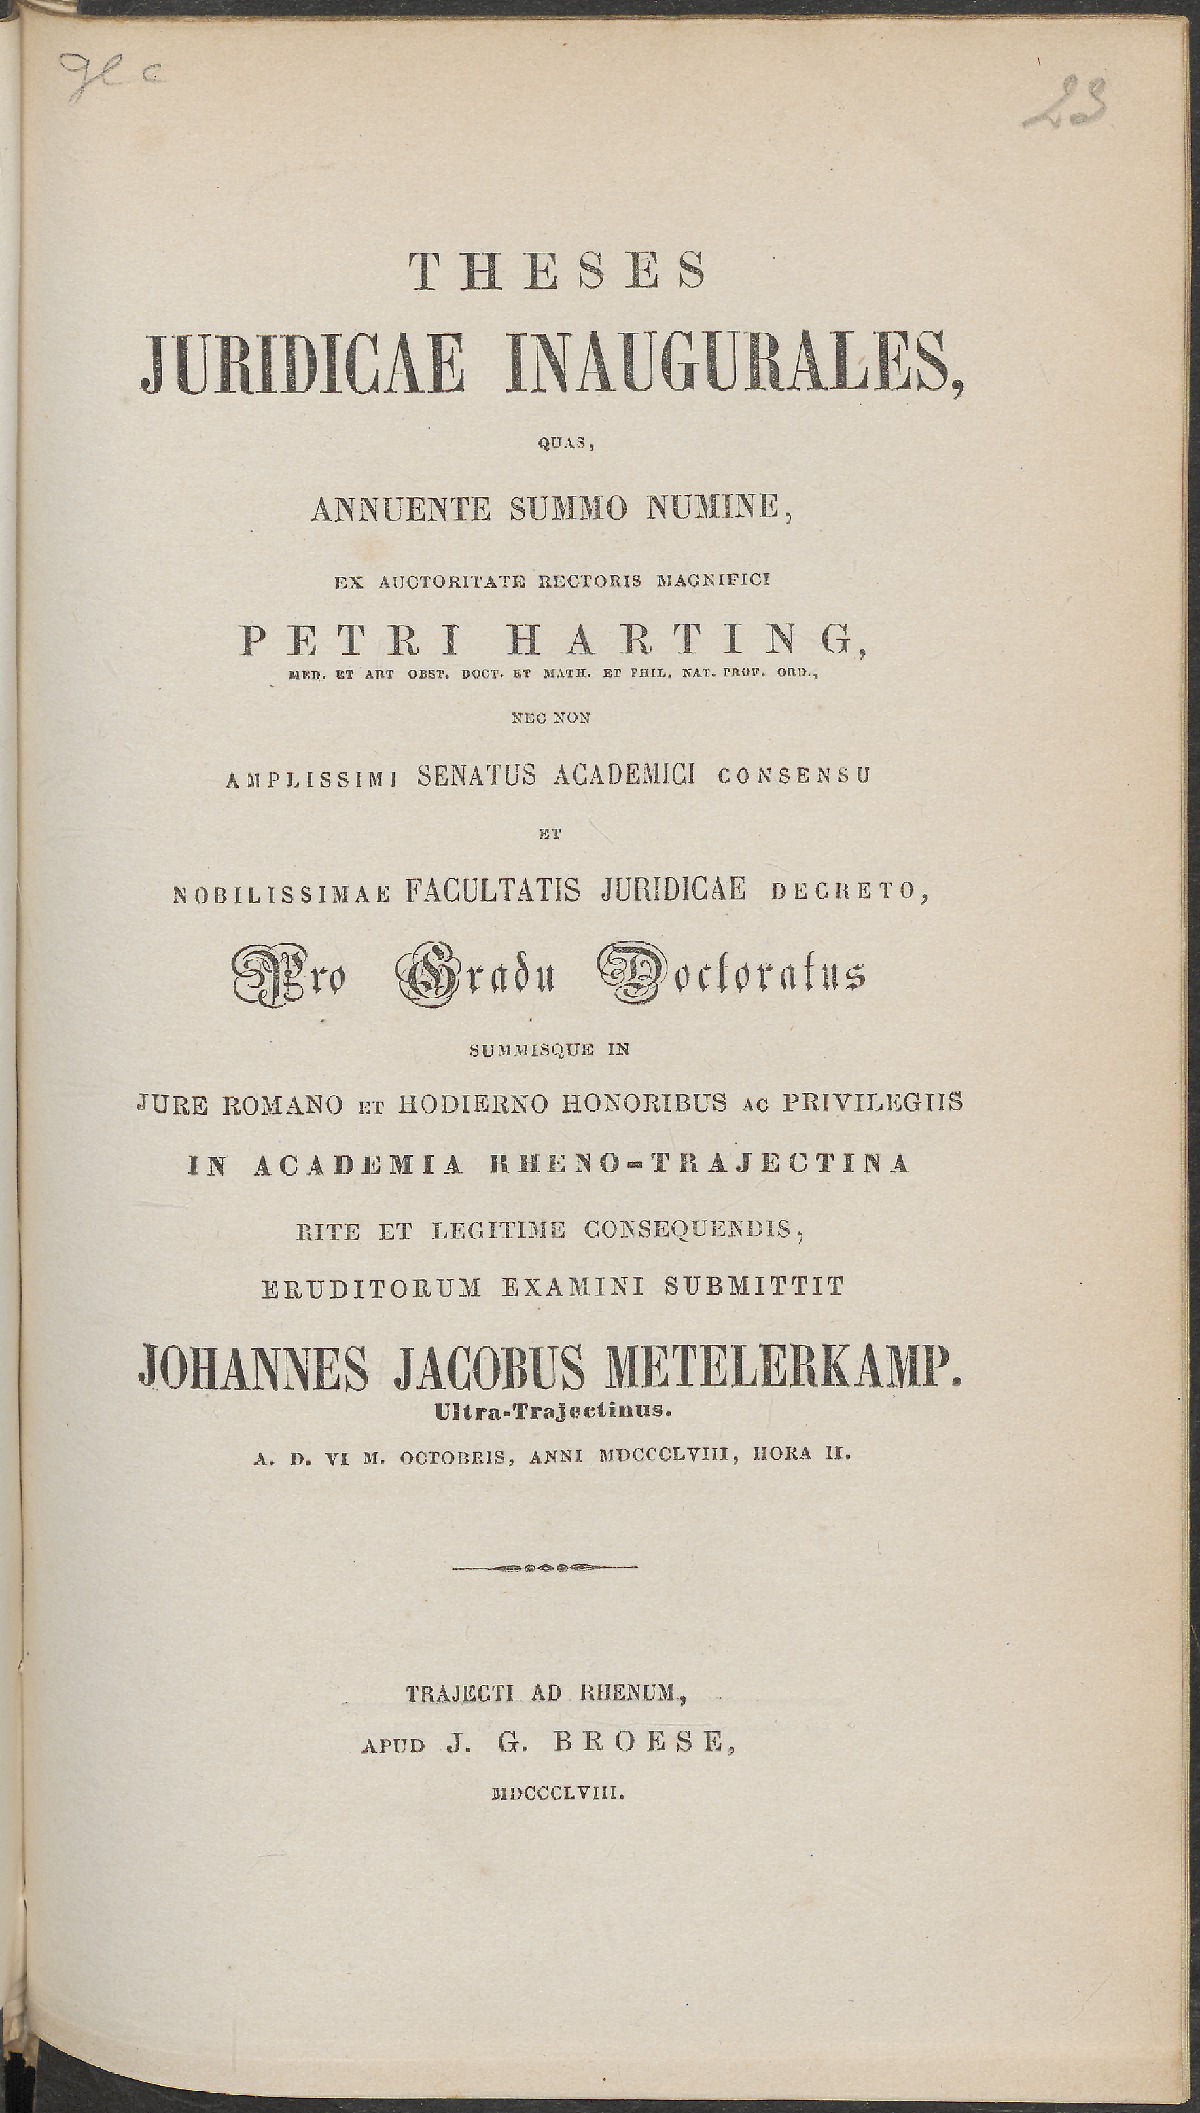 glc
23
THESES
JURIDICAE INAUGURALES,
QUAS,
ANNUENTE SUMMO NUMINE,
EX AUCTORITATE RECTORIS MAGNIFICI
PETRI HARTING,
MED. ET ART OBST. DOCT. ET MATH. ET PHIL. NAT. PROF. ORD.,
NEC NON
AMPLISSIMI SENATUS ACADEMICI CONSENSU
ET
NOBILISSIMAE FACULTATIS JURIDICAE DECRETO,
Pro Gradu Doctoratus
SUMMISQUE IN
JURE ROMANO ET HODIERNO HONORIBUS AC PRIVILEGIIS
IN ACADEMIA RHENO-TRAJECTINA
RITE ET LEGITIME CONSEQUENDIS,
ERUDITORUM EXAMINI SUBMITTIT
JOHANNES JACOBUS METELERKAMP.
Ultra-Trajectinus.
A. D. VI M. OCTOBRIS, ANNI MDCCCLVIII, HORA II.
TRAJECTI AD RHENUM,
APUD J. G. BROESE,
MDCCCLVIII.